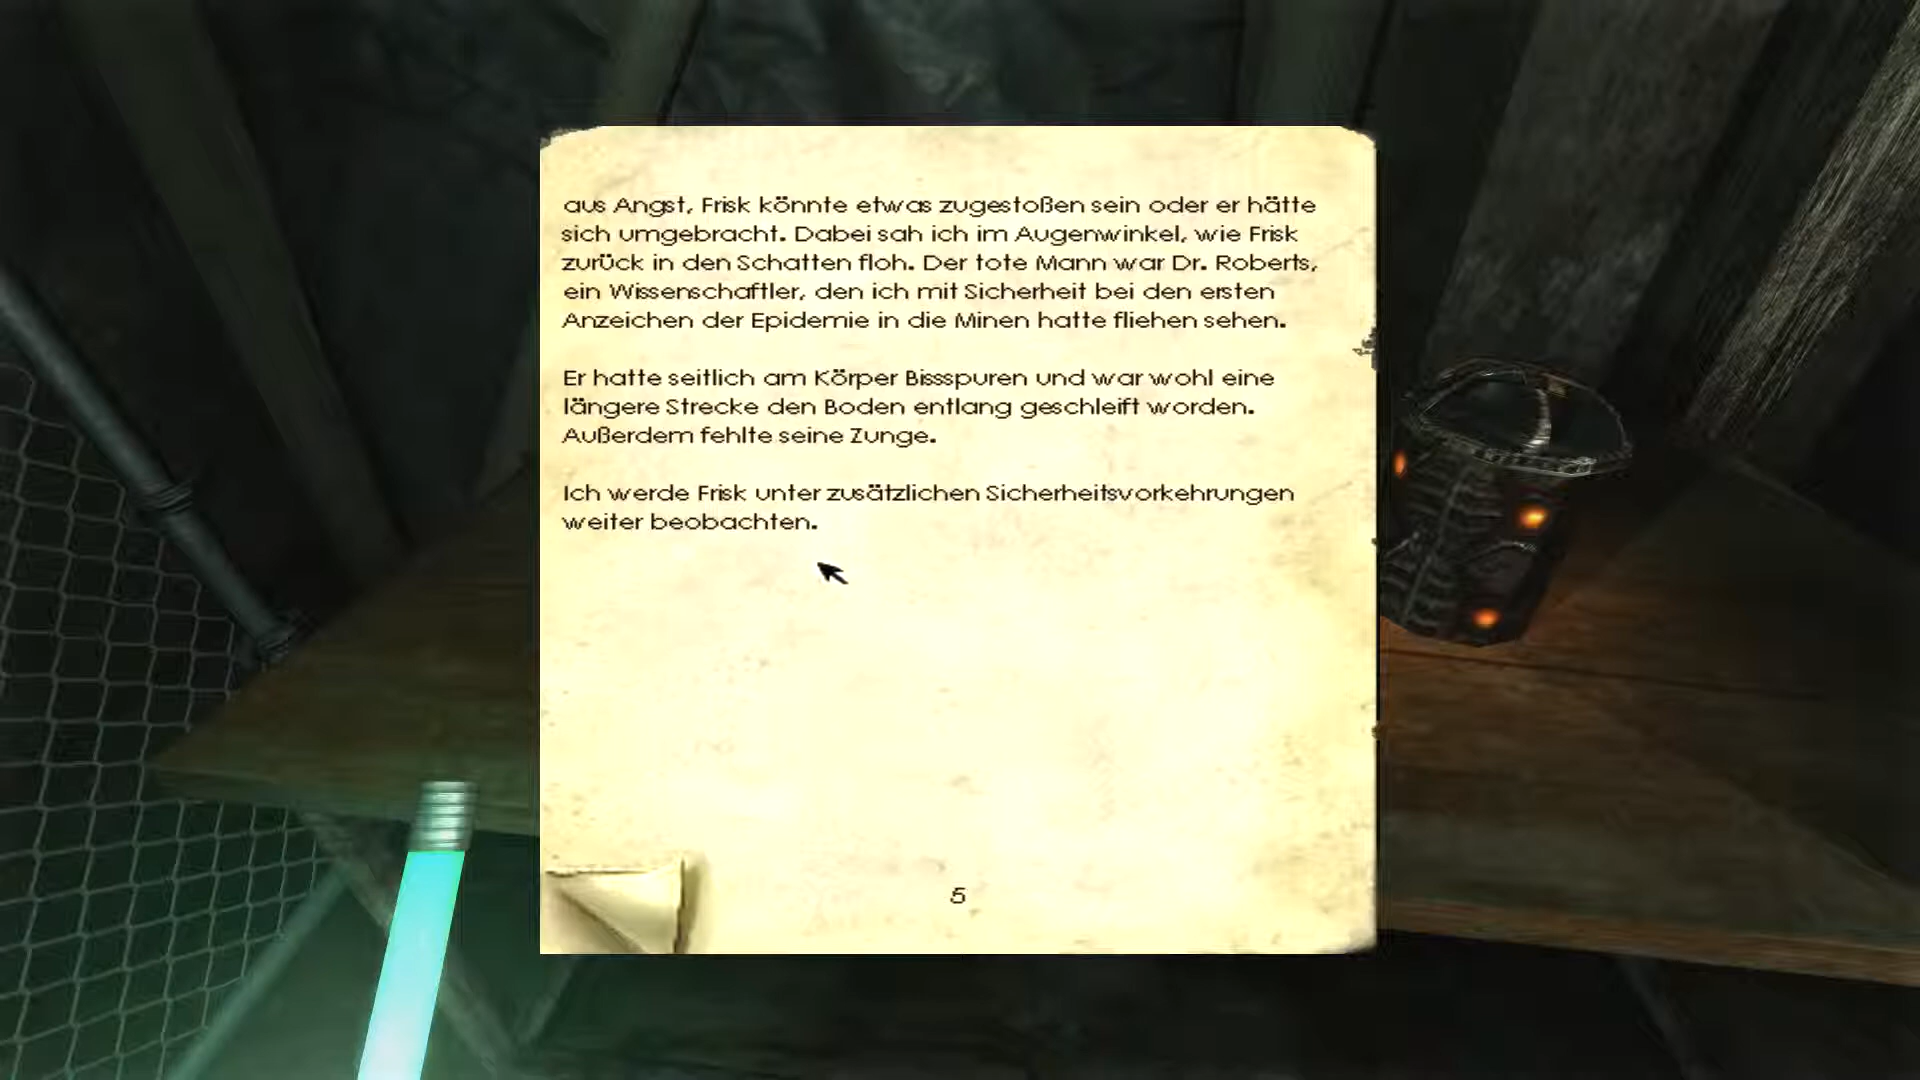 aus Angst, Frisk könnte etwas zugestoßen sein oder er hätte
sich umgebracht. Dabei sah ich im Augenwinkel, wie Frisk
zurück in den Schatten floh. Der tote Mann war Dr. Roberts,
ein Wissenschaftler, den ich mit Sicherheit bei den ersten
Anzeichen der Epidemie in die Minen hatte fliehen sehen.
Er hatte seitlich am Körper Bissspuren und war wohl eine
längere Strecke den Boden entlang geschleift worden.
Außerdem fehlte seine Zunge.
Ich werde Frisk unter zusätzlichen Sicherheitsvorkehrungen
weiter beobachten.
5